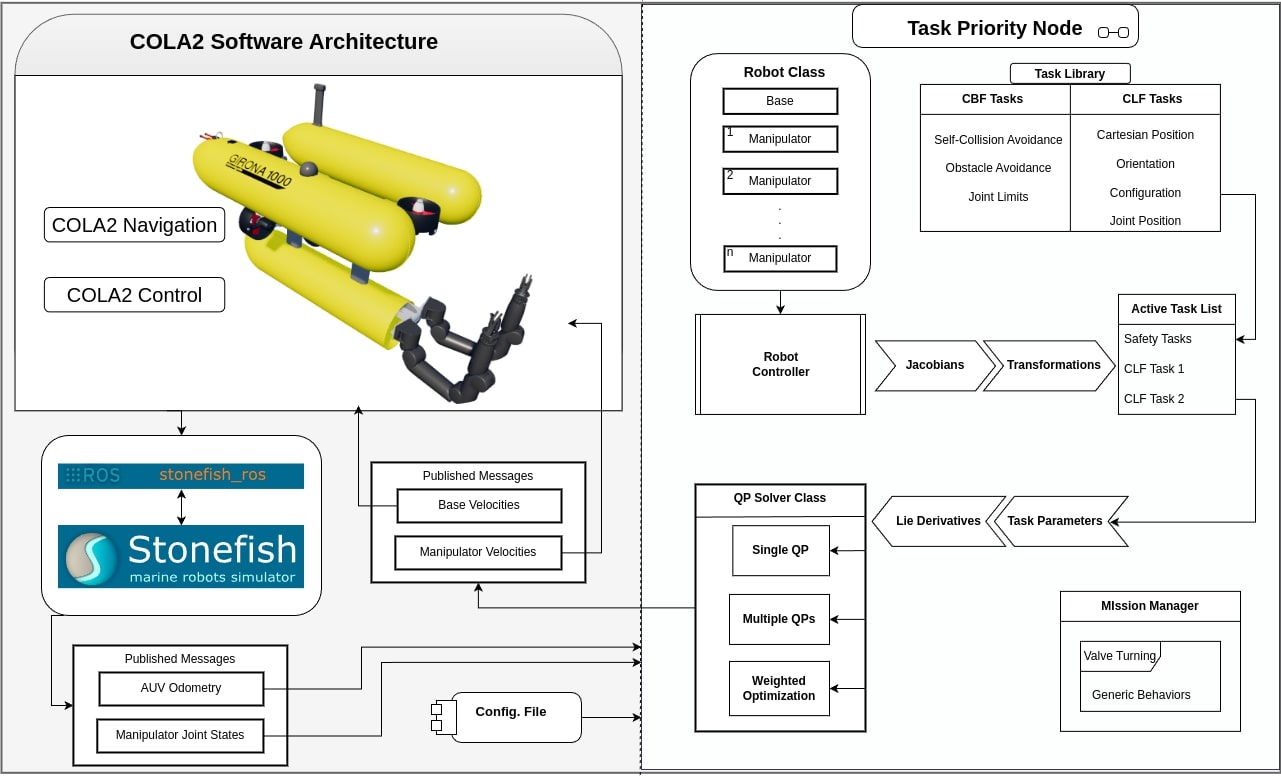 COLA2 Software Architecture
GIRONA 1000
COLA2 Navigation
COLA2 Control
ROS
stonefish_ros
Stonefish
marine robots simulator
Published Messages
Base Velocities
Manipulator Velocities
Published Messages
AUV Odometry
Manipulator Joint States
Config. File
Task Priority Node
Robot Class
Base
1
Manipulator
2
Manipulator
.
.
.
n
Manipulator
Task Library
CBF Tasks
CLF Tasks
Self-Collision Avoidance
Obstacle Avoidance
Joint Limits
Cartesian Position
Orientation
Configuration
Joint Position
Robot
Controller
Jacobians
Transformations
Active Task List
Safety Tasks
CLF Task 1
CLF Task 2
QP Solver Class
Single QP
Multiple QPs
Weighted
Optimization
Lie Derivatives
Task Parameters
MIssion Manager
Valve Turning
Generic Behaviors